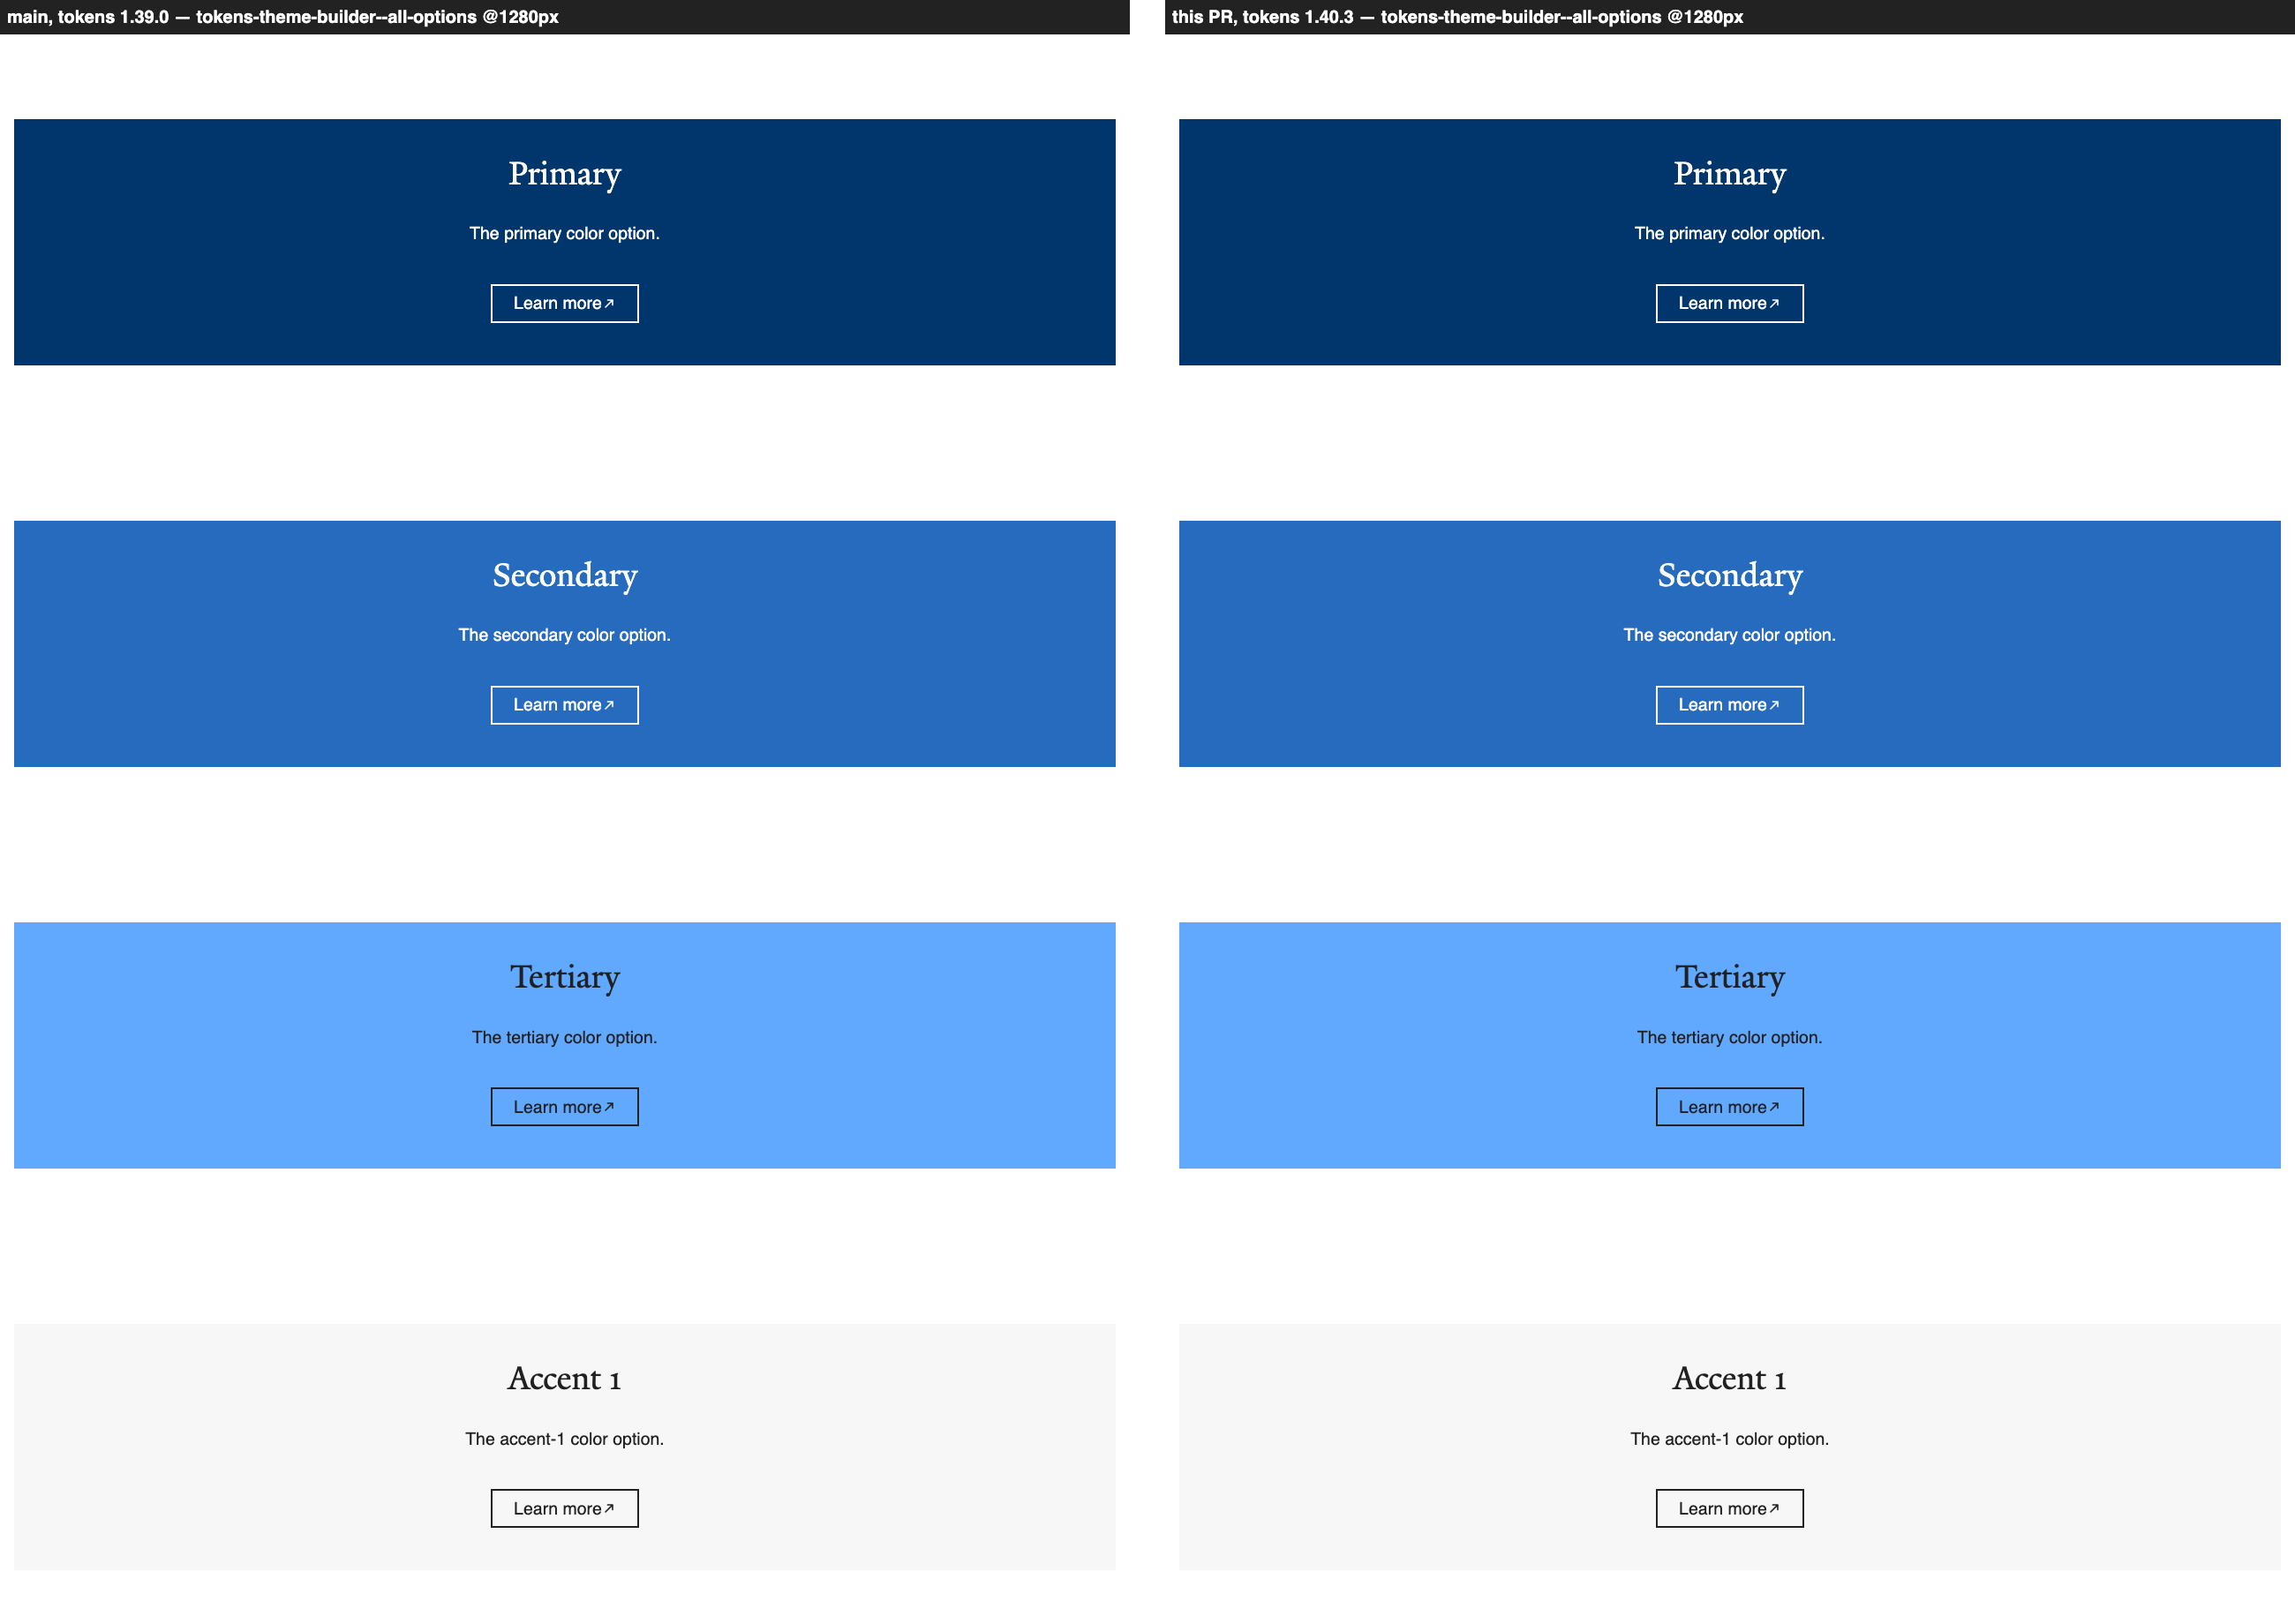 main, tokens 1.39.0 — tokens-theme-builder--all-options @1280px
Primary
The primary color option.
Learn more↗
Secondary
The secondary color option.
Learn more↗
Tertiary
The tertiary color option.
Learn more↗
Accent 1
The accent-1 color option.
Learn more↗
this PR, tokens 1.40.3 — tokens-theme-builder--all-options @1280px
Primary
The primary color option.
Learn more↗
Secondary
The secondary color option.
Learn more↗
Tertiary
The tertiary color option.
Learn more↗
Accent 1
The accent-1 color option.
Learn more↗